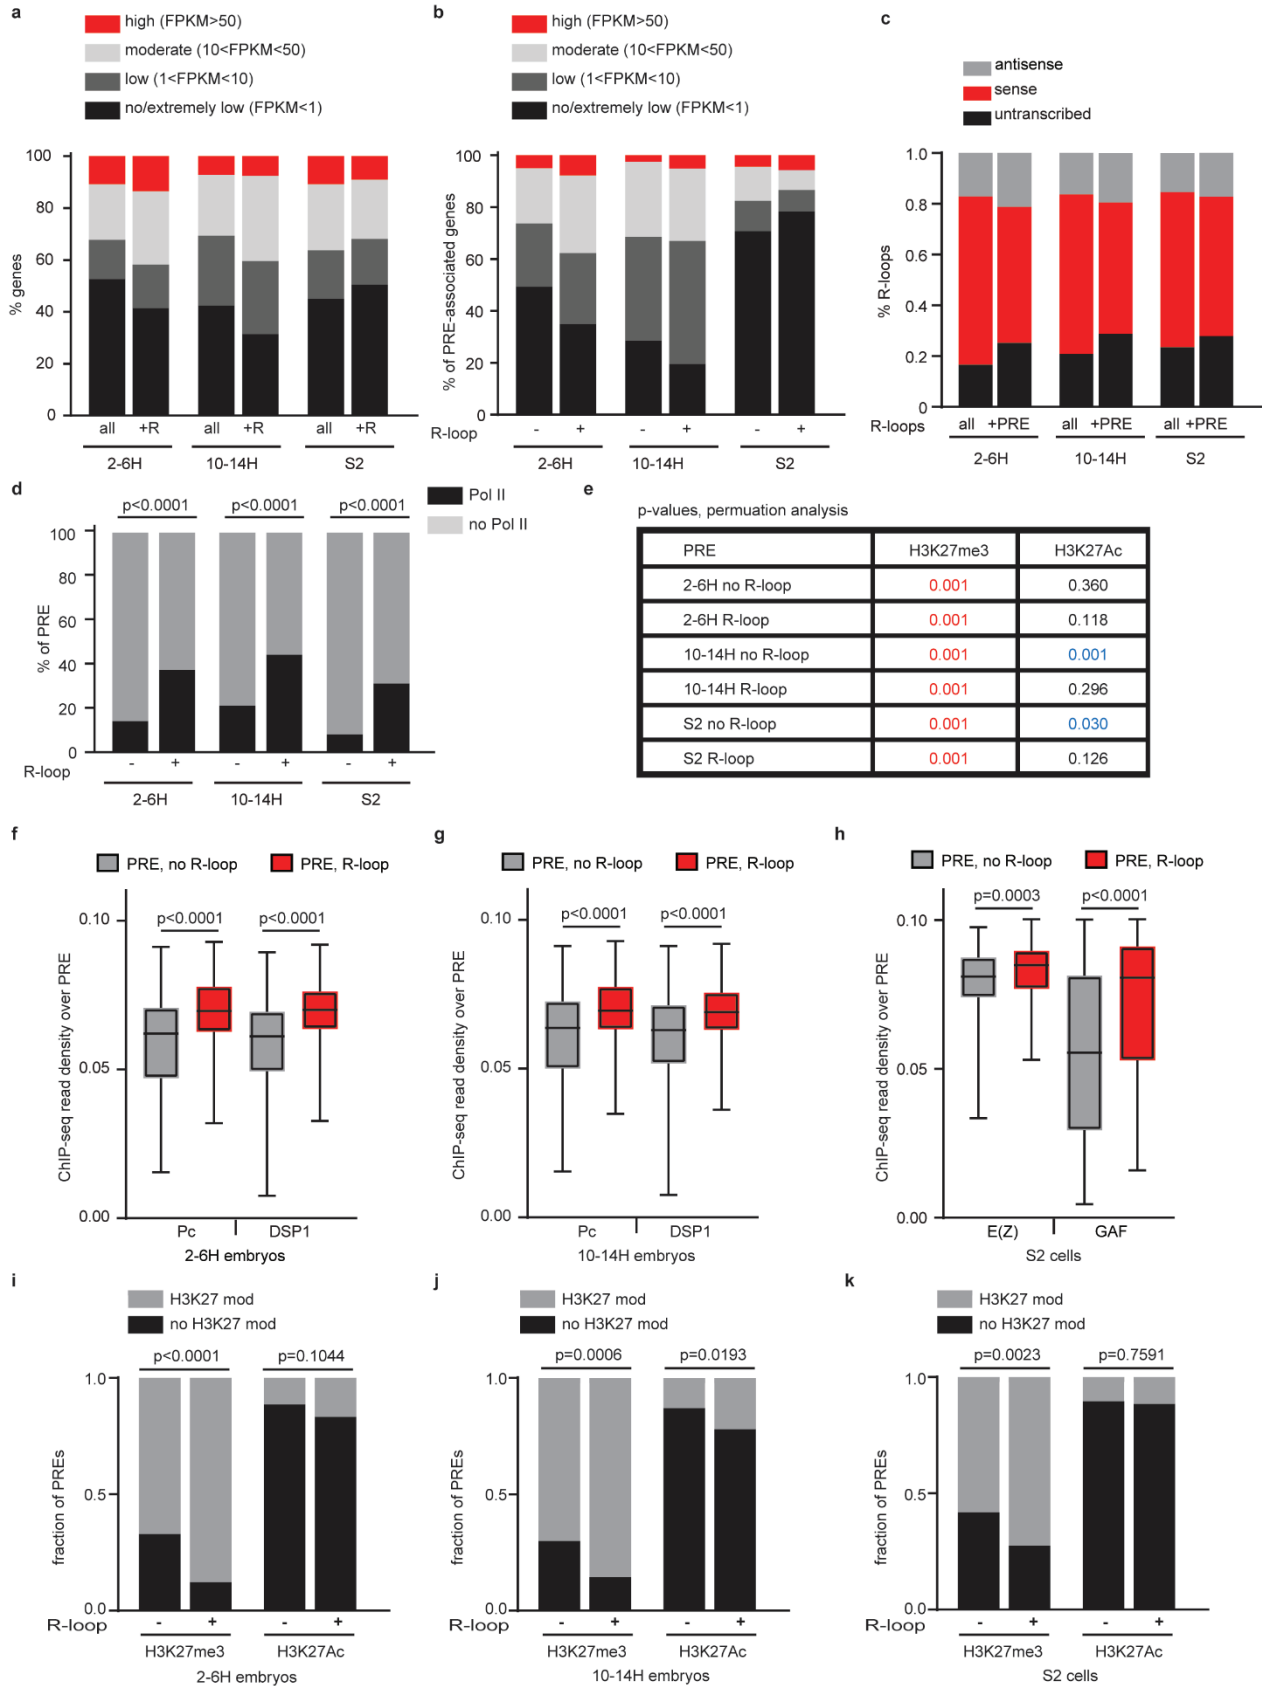 a
high (FPKM>50)
moderate (10<FPKM<50)
low (1<FPKM<10)
no/extremely low (FPKM<1)
% genes
100
80
60
40
20
0
all +R all +R all +R
2-6H 10-14H S2
b
high (FPKM>50)
moderate (10<FPKM<50)
low (1<FPKM<10)
no/extremely low (FPKM<1)
% of PRE-associated genes
100
80
60
40
20
0
R-loop - + - + - +
2-6H 10-14H S2
c
antisense
sense
untranscribed
% R-loops
1.0
0.8
0.6
0.4
0.2
0
R-loops all +PRE all +PRE all +PRE
2-6H 10-14H S2
d
Pol II
no Pol II
p<0.0001 p<0.0001 p<0.0001
% of PRE
100
80
60
40
20
0
R-loop - + - + - +
2-6H 10-14H S2
e
p-values, permuation analysis
PRE H3K27me3 H3K27Ac
2-6H no R-loop 0.001 0.360
2-6H R-loop 0.001 0.118
10-14H no R-loop 0.001 0.001
10-14H R-loop 0.001 0.296
S2 no R-loop 0.001 0.030
S2 R-loop 0.001 0.126
f
PRE, no R-loop PRE, R-loop
p<0.0001 p<0.0001
ChIP-seq read density over PRE
0.10
0.05
0.00
Pc DSP1
2-6H embryos
g
PRE, no R-loop PRE, R-loop
p<0.0001 p<0.0001
ChIP-seq read density over PRE
0.10
0.05
0.00
Pc DSP1
10-14H embryos
h
PRE, no R-loop PRE, R-loop
p=0.0003 p<0.0001
ChIP-seq read density over PRE
0.10
0.05
0.00
E(Z) GAF
S2 cells
i
H3K27 mod
no H3K27 mod
p<0.0001 p=0.1044
fraction of PREs
1.0
0.5
0.0
R-loop - + - +
H3K27me3 H3K27Ac
2-6H embryos
j
H3K27 mod
no H3K27 mod
p=0.0006 p=0.0193
fraction of PREs
1.0
0.5
0.0
R-loop - + - +
H3K27me3 H3K27Ac
10-14H embryos
k
H3K27 mod
no H3K27 mod
p=0.0023 p=0.7591
fraction of PREs
1.0
0.5
0.0
R-loop - + - +
H3K27me3 H3K27Ac
S2 cells